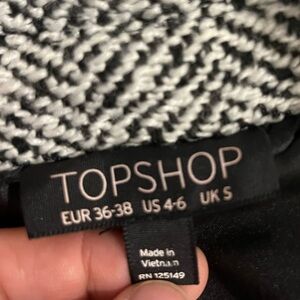 TOPSHOP
EUR 36-38 US 4-6 UK S
Made in
Vietnam
RN 125149